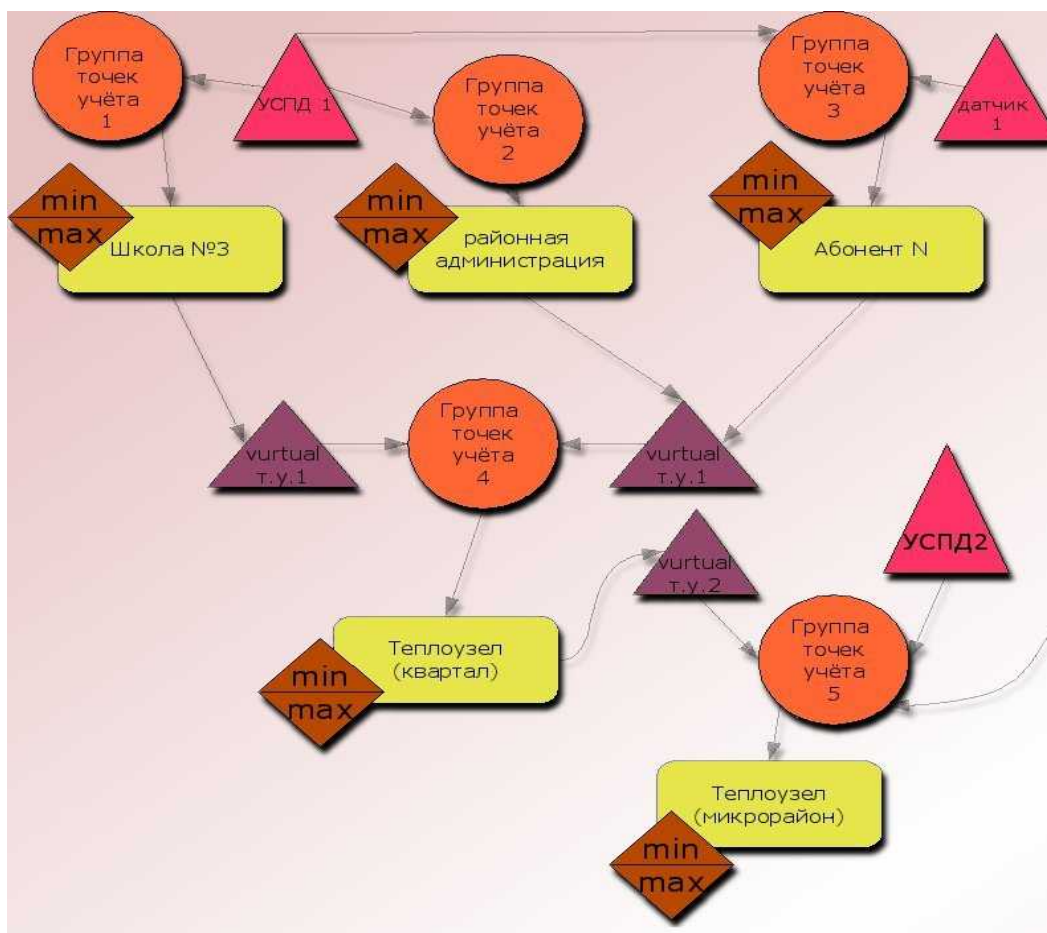 Группа
точек
учёта
1
УСПД 1
Группа
точек
учёта
2
Группа
точек
учёта
3
датчик
1
min
max
Школа №3
min
max
районная
администрация
min
max
Абонент N
vurtual
т.у.1
Группа
точек
учёта
4
vurtual
т.у.1
vurtual
т.у.2
УСПД2
Теплоузел
(квартал)
min
max
Группа
точек
учёта
5
Теплоузел
(микрорайон)
min
max